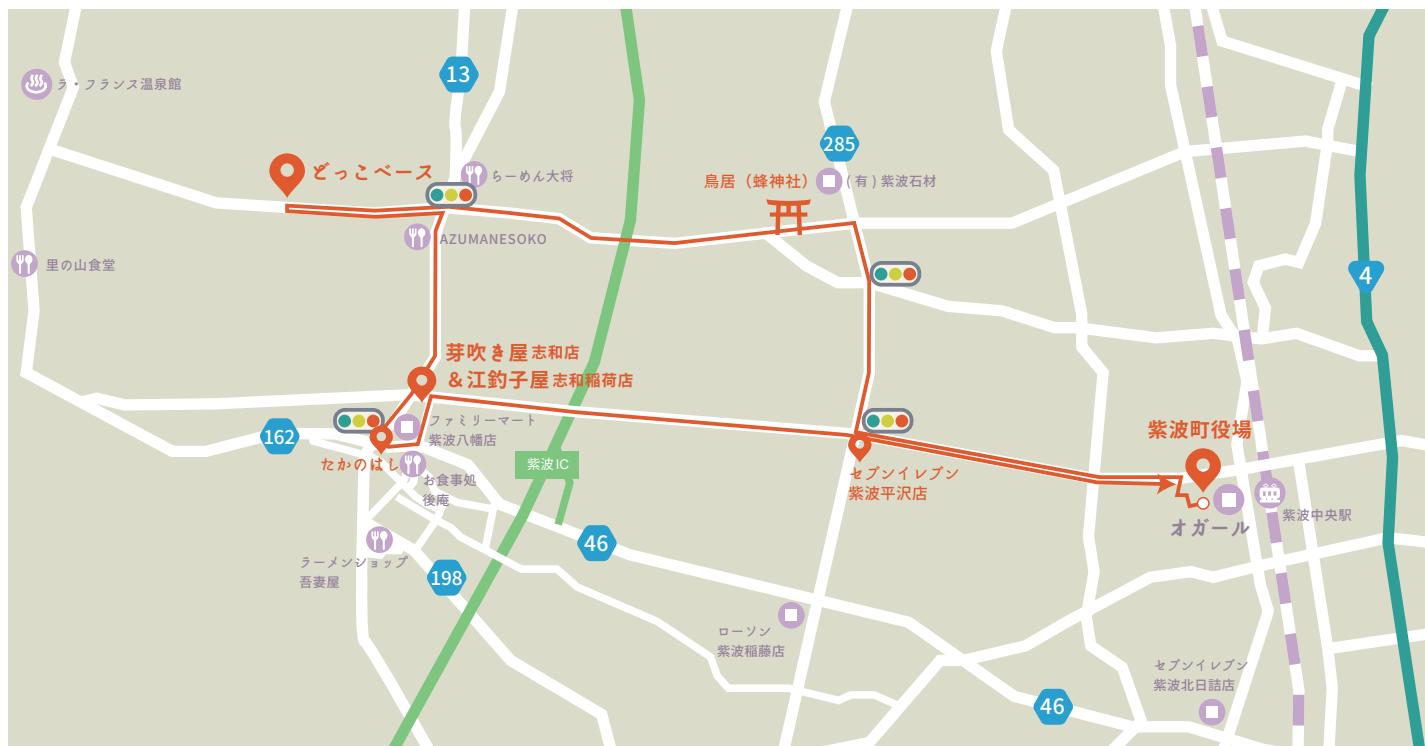 13
ラ・フランス温泉館
285
どっこベース
らーめん大将
鳥居（蜂神社）
(有)紫波石材
AZUMANESOKO
里の山食堂
4
芽吹き屋志和店
＆江釣子屋志和稲荷店
ファミリーマート
紫波八幡店
162
たかのはし
紫波IC
紫波町役場
お食事処
後庵
セブンイレブン
紫波平沢店
オガール
紫波中央駅
46
ラーメンショップ
吾妻屋
198
ローソン
紫波稲藤店
セブンイレブン
紫波北日詰店
46